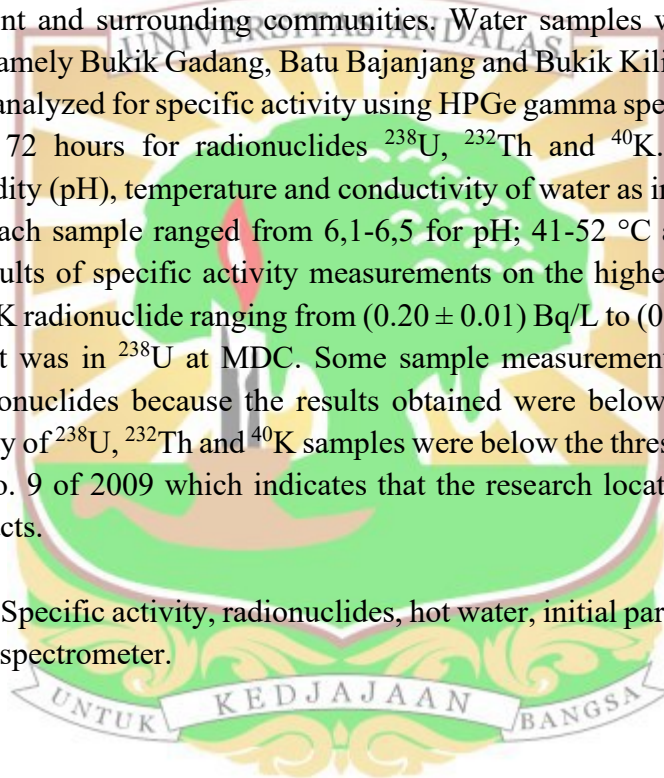 nt and surrounding communities. Water samples w
UNIVERSITAS ANDALAS
amely Bukik Gadang, Batu Bajanjang and Bukik Kili
analyzed for specific activity using HPGe gamma spe
72 hours for radionuclides ²³⁸U, ²³²Th and ⁴⁰K.
dity (pH), temperature and conductivity of water as in
ach sample ranged from 6,1-6,5 for pH; 41-52 °C a
ults of specific activity measurements on the highe
K radionuclide ranging from (0.20 ± 0.01) Bq/L to (0
t was in ²³⁸U at MDC. Some sample measurement
onuclides because the results obtained were below
y of ²³⁸U, ²³²Th and ⁴⁰K samples were below the thres
o. 9 of 2009 which indicates that the research locat
cts.
Specific activity, radionuclides, hot water, initial par
spectrometer.
UNTUK KEDJAJAAN BANGSA